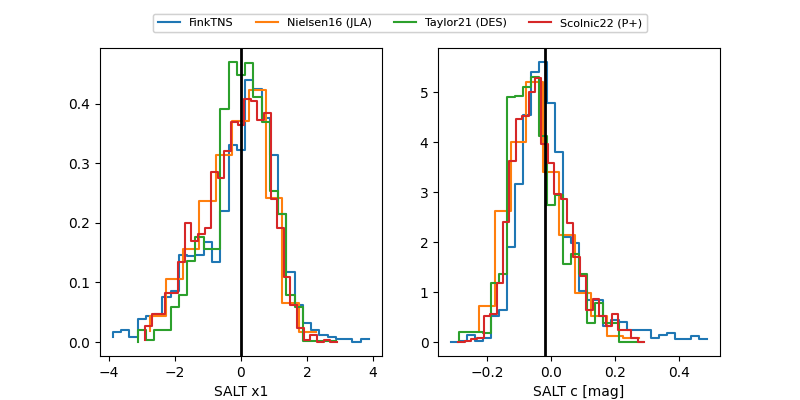 FinkTNS Nielsen16 (JLA) Taylor21 (DES) Scolnic22 (P+)
0.4
0.3
0.2
0.1
0.0
−4 −2 0 2 4
SALT x1
5
4
3
2
1
0
−0.2 0.0 0.2 0.4
SALT c [mag]